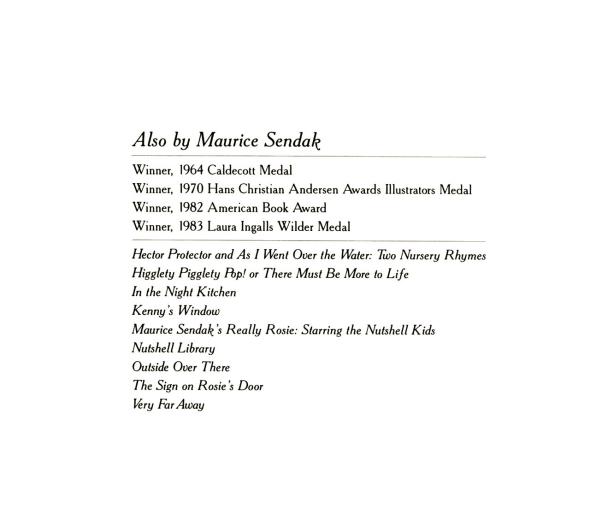 Also by Maurice Sendak
Winner, 1964 Caldecott Medal
Winner, 1970 Hans Christian Andersen Awards Illustrators Medal
Winner, 1982 American Book Award
Winner, 1983 Laura Ingalls Wilder Medal
Hector Protector and As I Went Over the Water: Two Nursery Rhymes
Higglety Pigglety Pop! or There Must Be More to Life
In the Night Kitchen
Kenny's Window
Maurice Sendak's Really Rosie: Starring the Nutshell Kids
Nutshell Library
Outside Over There
The Sign on Rosie's Door
Very Far Away